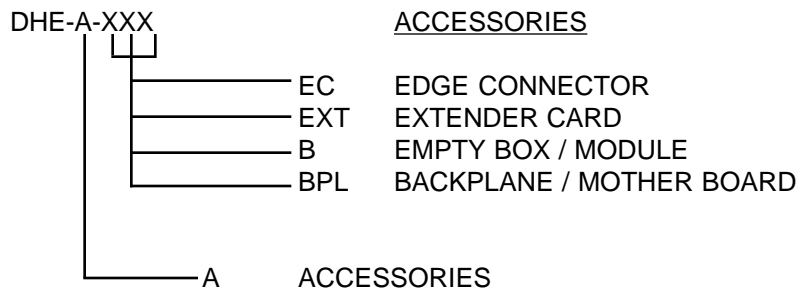 DHE-A-XXX ACCESSORIES
EC EDGE CONNECTOR
EXT EXTENDER CARD
B EMPTY BOX / MODULE
BPL BACKPLANE / MOTHER BOARD
A ACCESSORIES